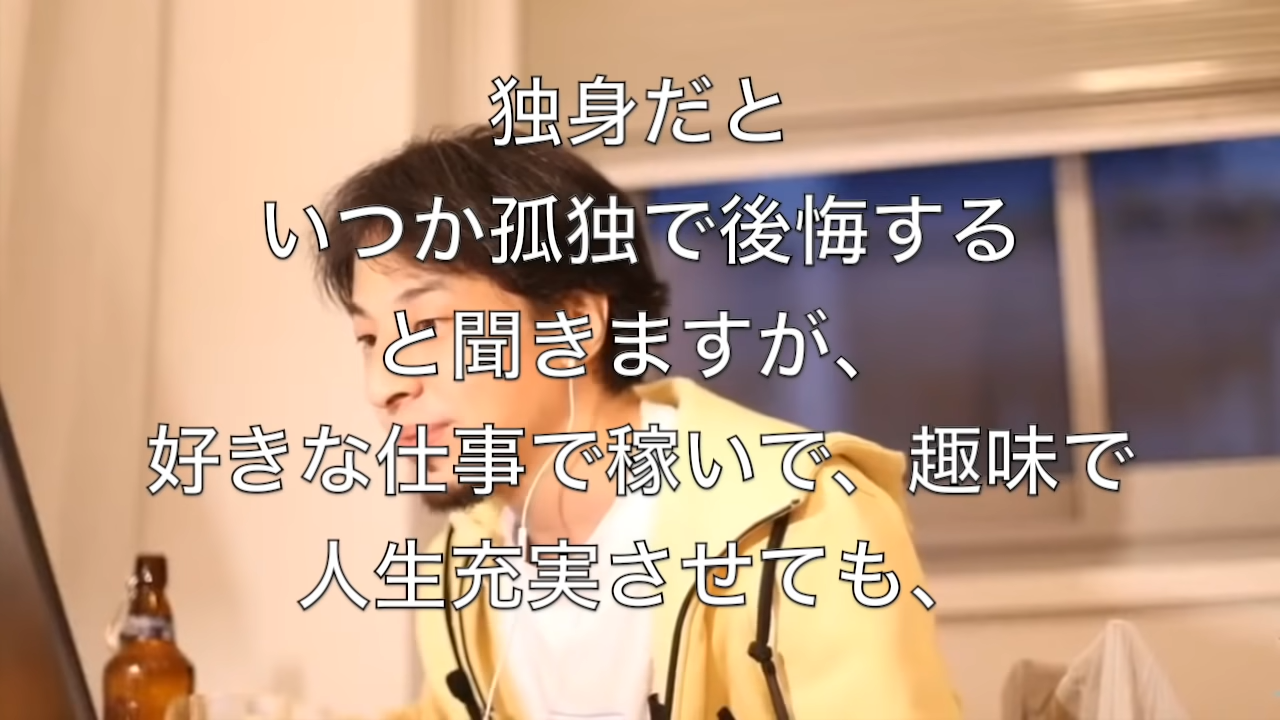 独身だと
いつか孤独で後悔する
と聞きますが、
好きな仕事で稼いで、趣味で
人生充実させても、